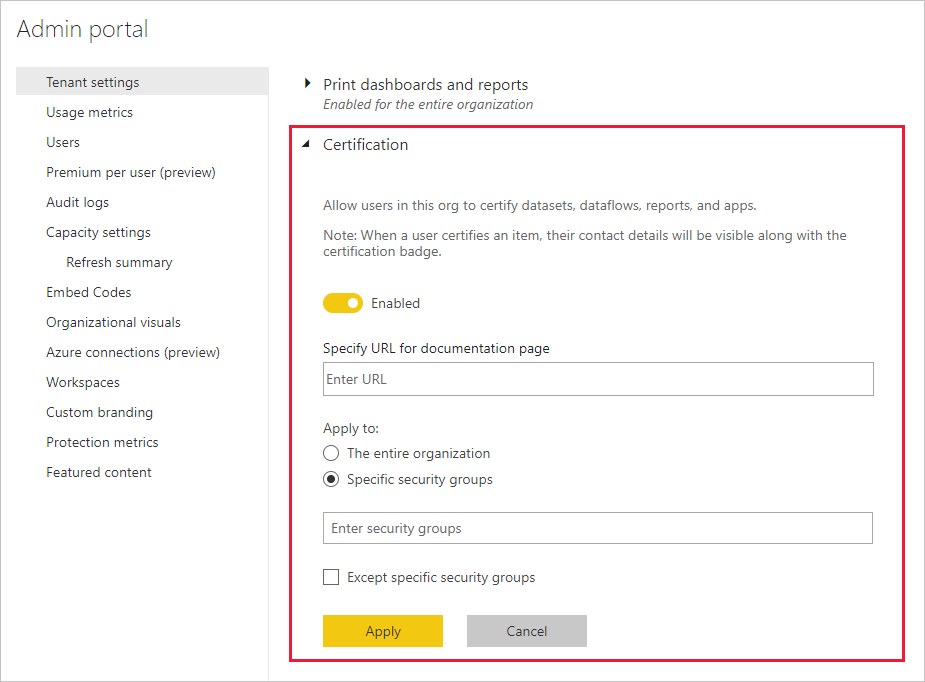 Admin portal
Tenant settings
Usage metrics
Users
Premium per user (preview)
Audit logs
Capacity settings
Refresh summary
Embed Codes
Organizational visuals
Azure connections (preview)
Workspaces
Custom branding
Protection metrics
Featured content
Print dashboards and reports
Enabled for the entire organization
Certification
Allow users in this org to certify datasets, dataflows, reports, and apps.
Note: When a user certifies an item, their contact details will be visible along with the
certification badge.
Enabled
Specify URL for documentation page
Enter URL
Apply to:
The entire organization
Specific security groups
Enter security groups
Except specific security groups
Apply
Cancel